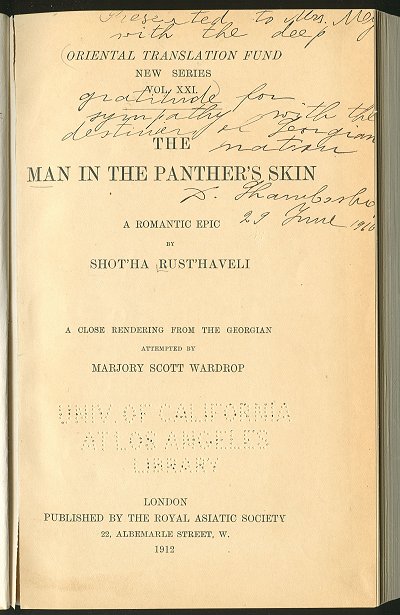 Presented to Mrs. Meg
with the deep
ORIENTAL TRANSLATION FUND
NEW SERIES
VOL. XXI.
gratitude for
sympathy with the
destinery of Georgian
nation
THE
MAN IN THE PANTHER'S SKIN
29 June 1916
A ROMANTIC EPIC
BY
SHOT'HA RUST'HAVELI
A CLOSE RENDERING FROM THE GEORGIAN
ATTEMPTED BY
MARJORY SCOTT WARDROP
UNIV. OF CALIFORNIA
AT LOS ANGELES
LIBRARY
LONDON
PUBLISHED BY THE ROYAL ASIATIC SOCIETY
22, ALBEMARLE STREET, W.
1912